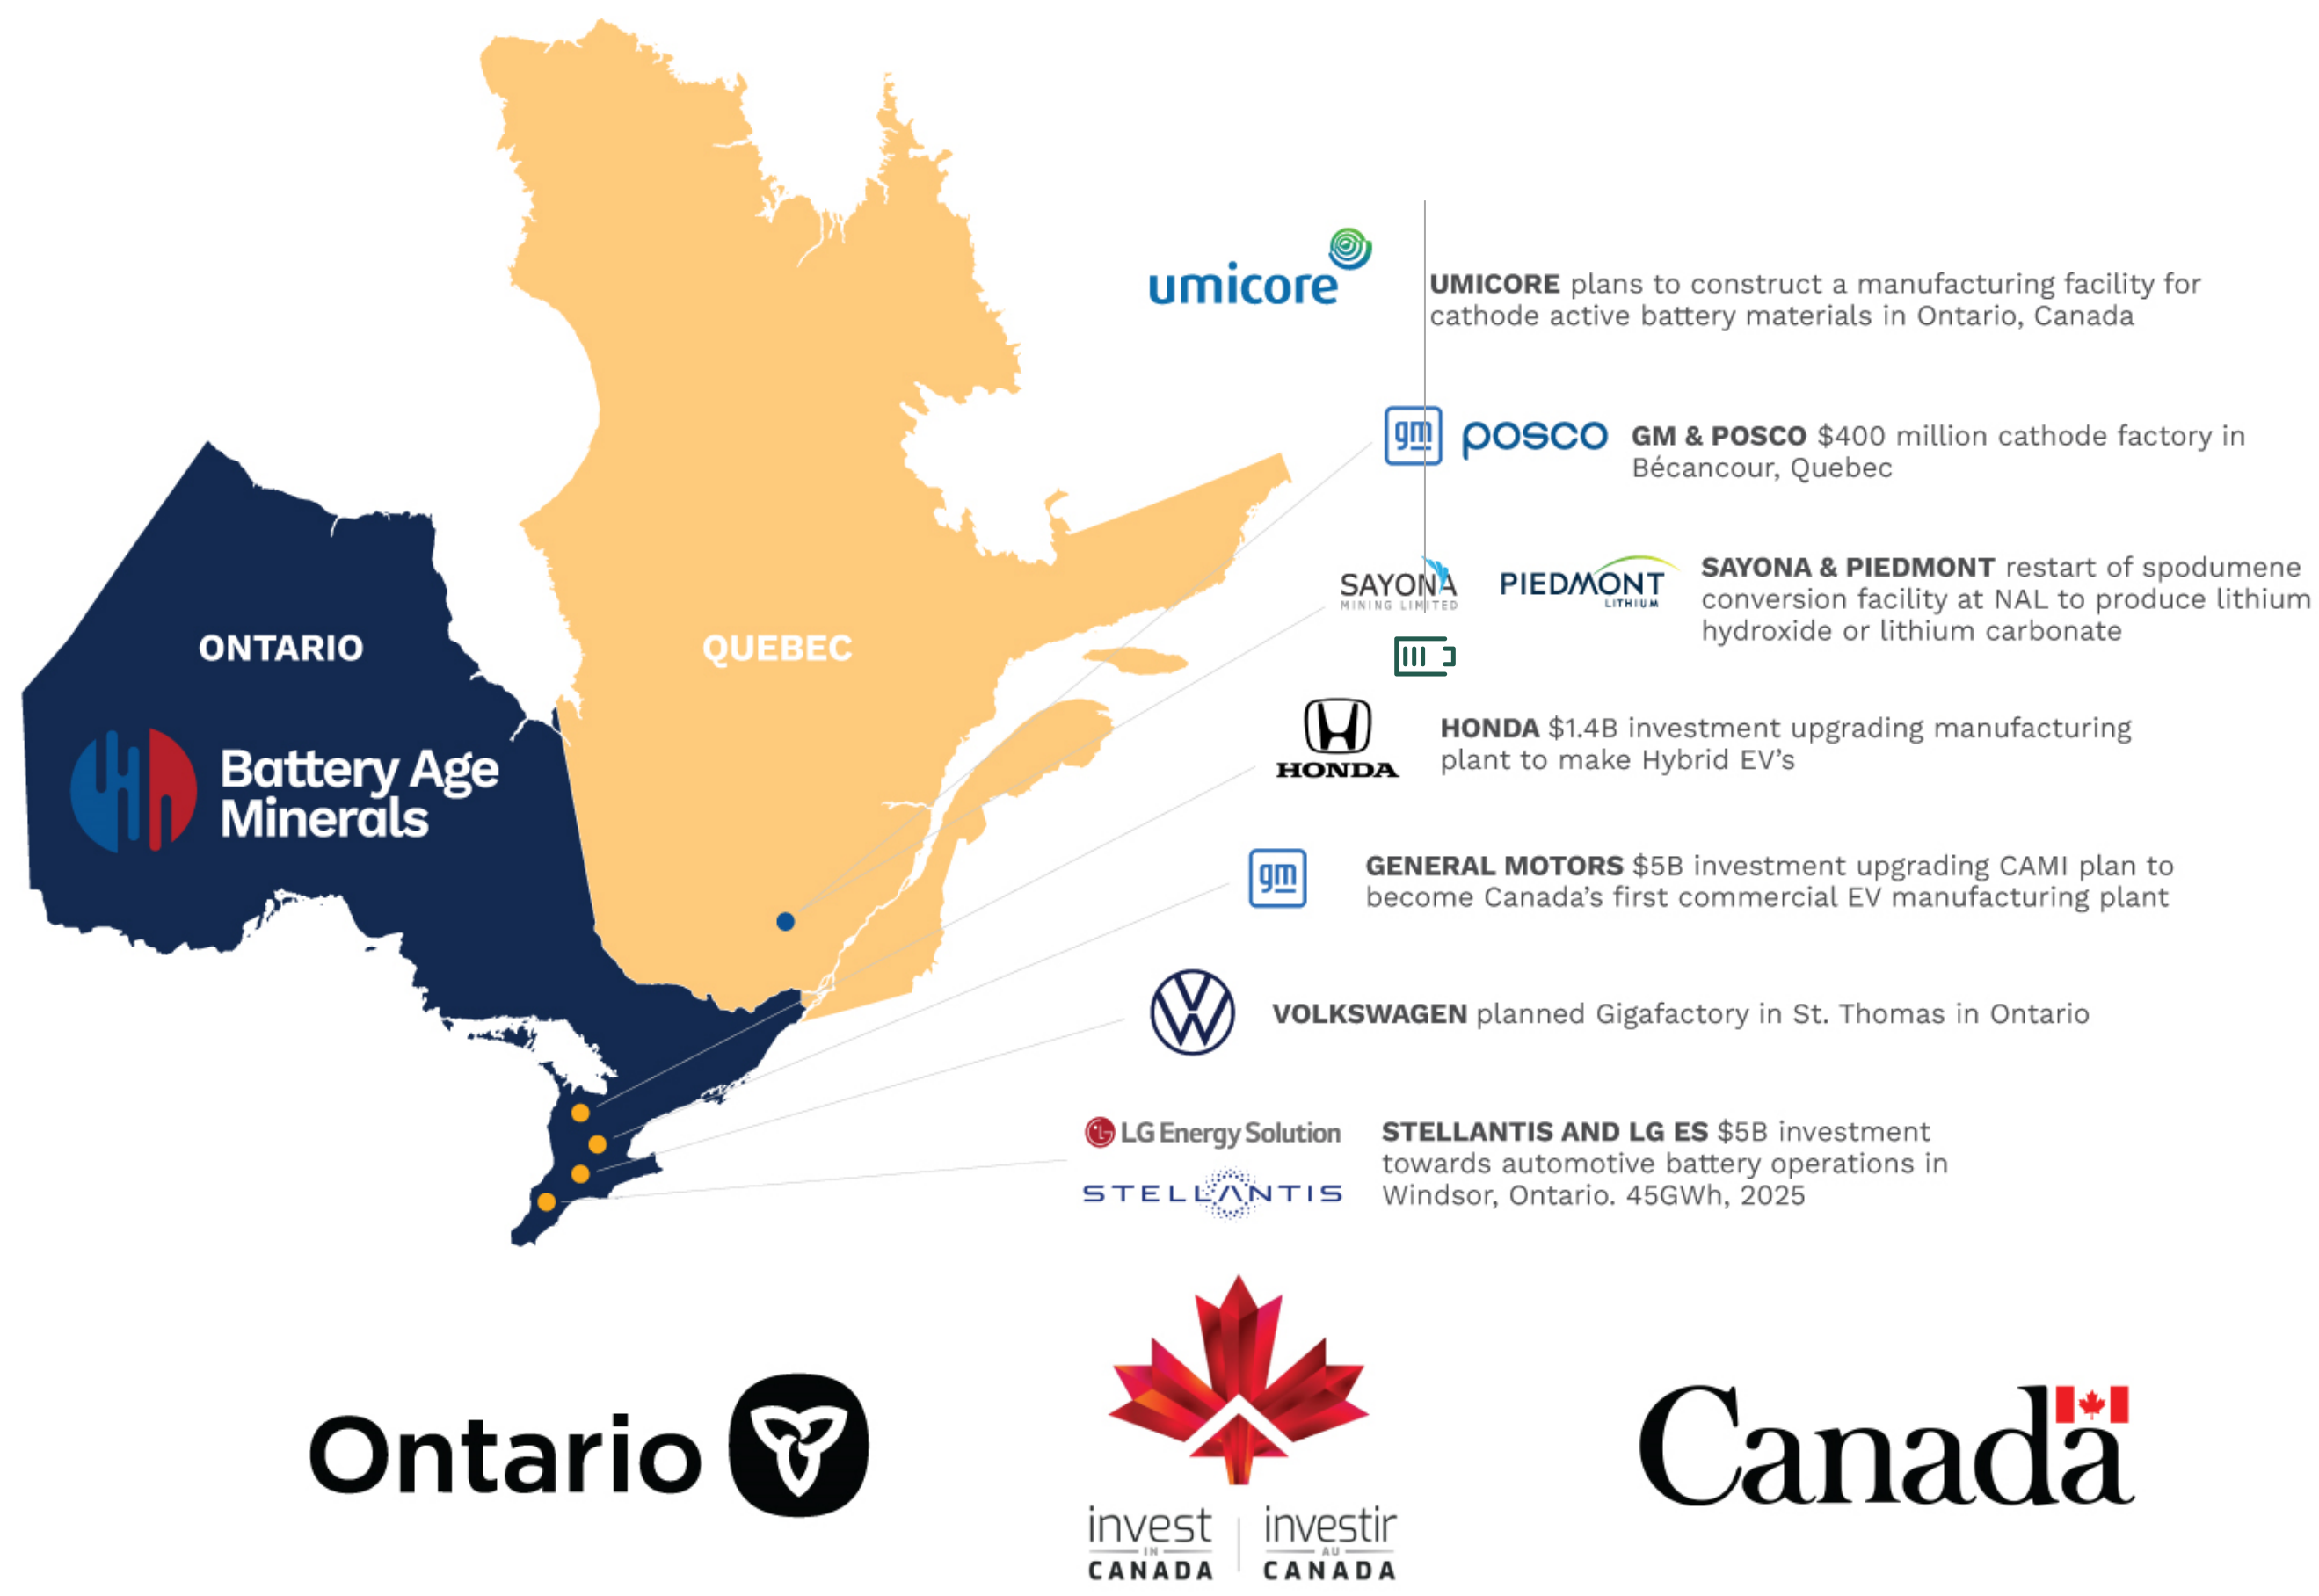 umicore
UMICORE plans to construct a manufacturing facility for
cathode active battery materials in Ontario, Canada
gm posco
GM & POSCO $400 million cathode factory in
Bécancour, Quebec
SAYONA
MINING LIMITED
PIEDMONT
LITHIUM
SAYONA & PIEDMONT restart of spodumene
conversion facility at NAL to produce lithium
hydroxide or lithium carbonate
ONTARIO
QUEBEC
Battery Age
Minerals
HONDA
HONDA $1.4B investment upgrading manufacturing
plant to make Hybrid EV's
gm
GENERAL MOTORS $5B investment upgrading CAMI plan to
become Canada's first commercial EV manufacturing plant
VOLKSWAGEN planned Gigafactory in St. Thomas in Ontario
LG Energy Solution
STELLANTIS
STELLANTIS AND LG ES $5B investment
towards automotive battery operations in
Windsor, Ontario. 45GWh, 2025
Ontario
invest
IN
CANADA
investir
AU
CANADA
Canada